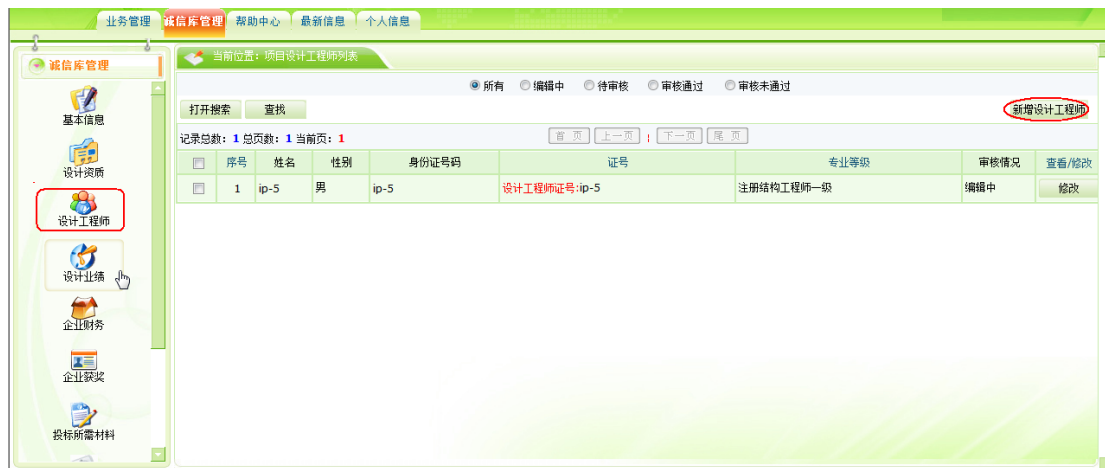 业务管理 诚信库管理 帮助中心 最新信息 个人信息
诚信库管理
基本信息
设计资质
设计工程师
设计业绩
企业财务
企业获奖
投标所需材料
当前位置：项目设计工程师列表
所有 编辑中 待审核 审核通过 审核未通过
打开搜索 查找 新增设计工程师
记录总数：1 总页数：1 当前页：1 首 页 上一页 下一页 尾 页
序号 姓名 性别 身份证号码 证号 专业等级 审核情况 查看/修改
1 ip-5 男 ip-5 设计工程师证号:ip-5 注册结构工程师一级 编辑中 修改